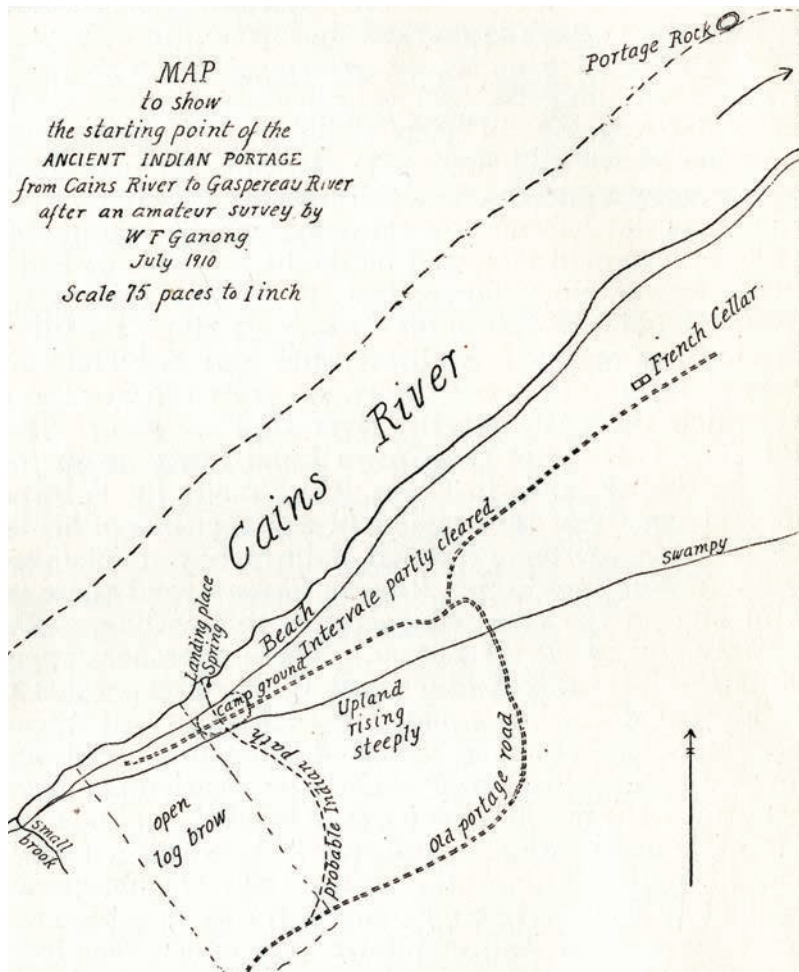 MAP
to show
the starting point of the
ANCIENT INDIAN PORTAGE
from Cains River to Gaspereau River
after an amateur survey by
W F Ganong
July 1910
Scale 75 paces to 1 inch
Portage Rock
Cains River
French Cellar
Swampy
Intervale partly cleared
Beach
Landing place
Spring
Camp ground
Upland
rising
steeply
probable Indian path
Old portage road
open
log brow
small
brook